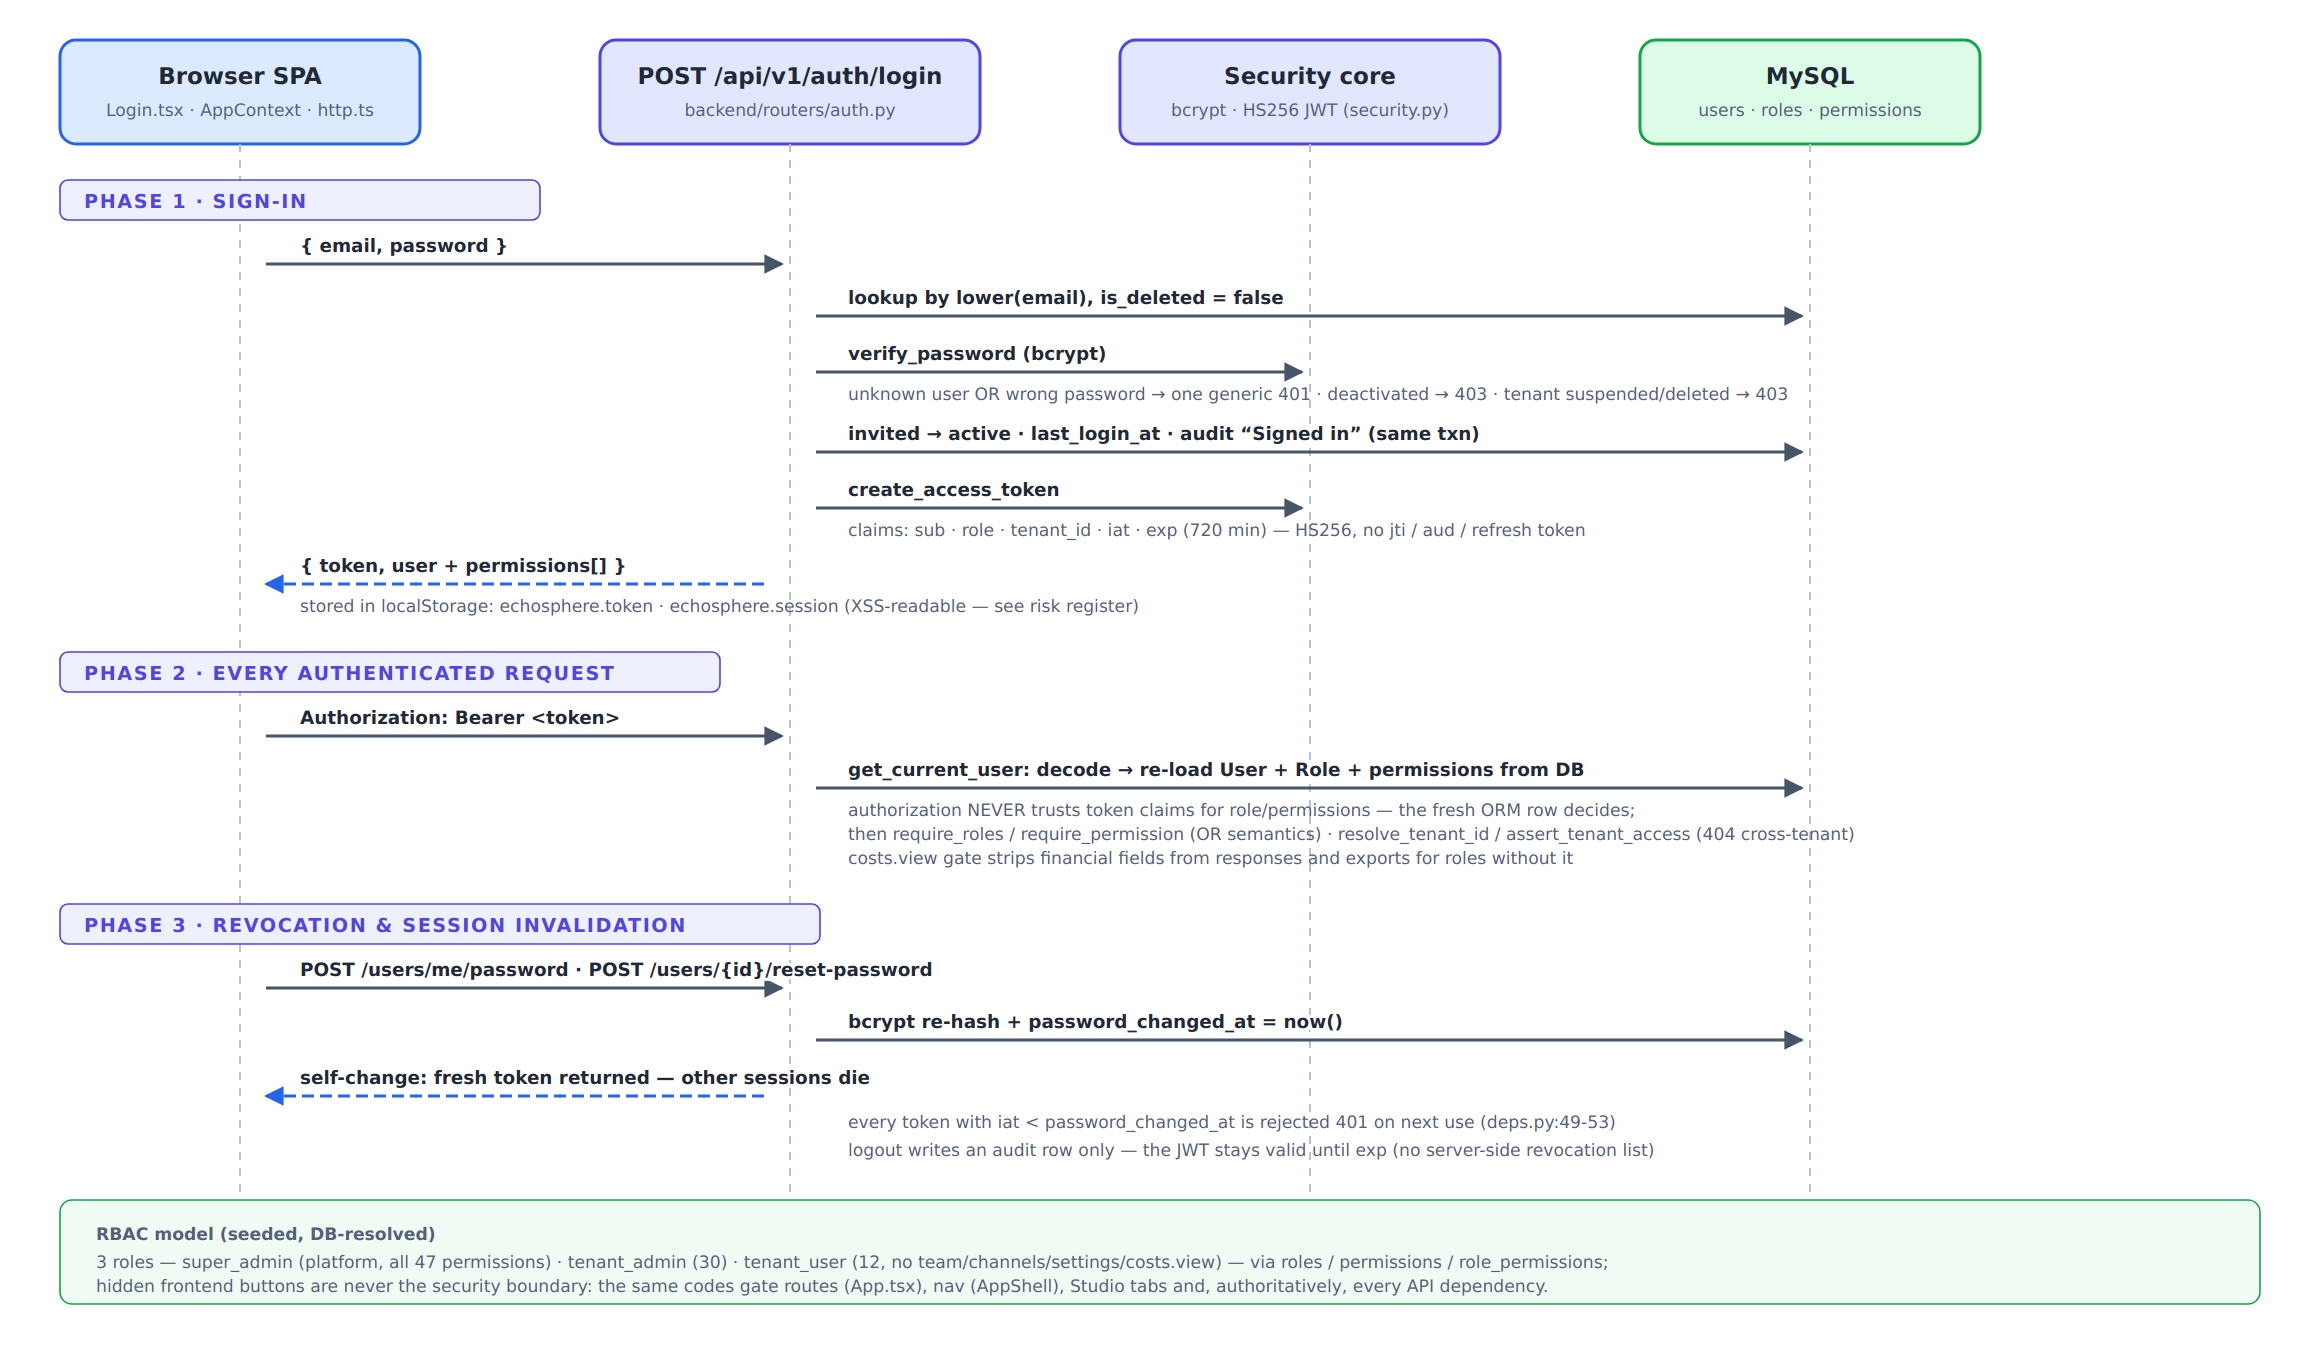 Browser SPA
Login.tsx · AppContext · http.ts
POST /api/v1/auth/login
backend/routers/auth.py
Security core
bcrypt · HS256 JWT (security.py)
MySQL
users · roles · permissions
PHASE 1 · SIGN-IN
{ email, password }
lookup by lower(email), is_deleted = false
verify_password (bcrypt)
unknown user OR wrong password → one generic 401 · deactivated → 403 · tenant suspended/deleted → 403
invited → active · last_login_at · audit “Signed in” (same txn)
create_access_token
claims: sub · role · tenant_id · iat · exp (720 min) — HS256, no jti / aud / refresh token
{ token, user + permissions[] }
stored in localStorage: echosphere.token · echosphere.session (XSS-readable — see risk register)
PHASE 2 · EVERY AUTHENTICATED REQUEST
Authorization: Bearer <token>
get_current_user: decode → re-load User + Role + permissions from DB
authorization NEVER trusts token claims for role/permissions — the fresh ORM row decides;
then require_roles / require_permission (OR semantics) · resolve_tenant_id / assert_tenant_access (404 cross-tenant)
costs.view gate strips financial fields from responses and exports for roles without it
PHASE 3 · REVOCATION & SESSION INVALIDATION
POST /users/me/password · POST /users/{id}/reset-password
bcrypt re-hash + password_changed_at = now()
self-change: fresh token returned — other sessions die
every token with iat < password_changed_at is rejected 401 on next use (deps.py:49-53)
logout writes an audit row only — the JWT stays valid until exp (no server-side revocation list)
RBAC model (seeded, DB-resolved)
3 roles — super_admin (platform, all 47 permissions) · tenant_admin (30) · tenant_user (12, no team/channels/settings/costs.view) — via roles / permissions / role_permissions;
hidden frontend buttons are never the security boundary: the same codes gate routes (App.tsx), nav (AppShell), Studio tabs and, authoritatively, every API dependency.